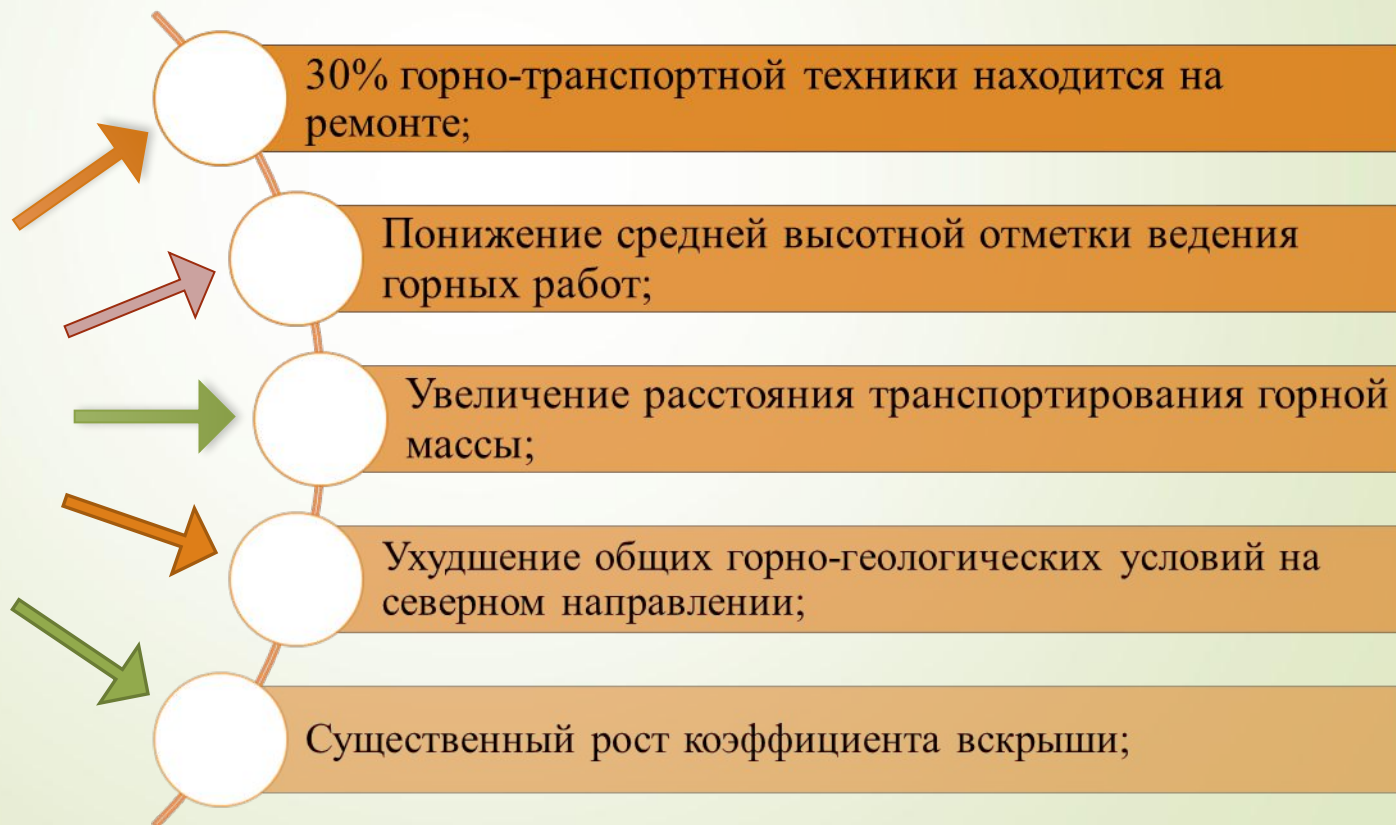 30% горно-транспортной техники находится на
ремонте;
Понижение средней высотной отметки ведения
горных работ;
Увеличение расстояния транспортирования горной
массы;
Ухудшение общих горно-геологических условий на
северном направлении;
Существенный рост коэффициента вскрыши;